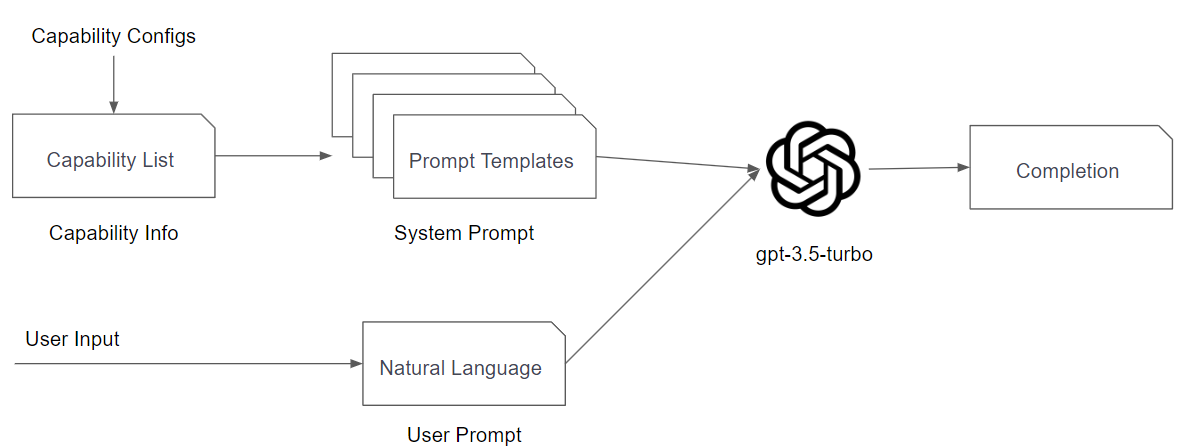 Capability Configs
Capability List
Capability Info
Prompt Templates
System Prompt
gpt-3.5-turbo
Completion
User Input
Natural Language
User Prompt